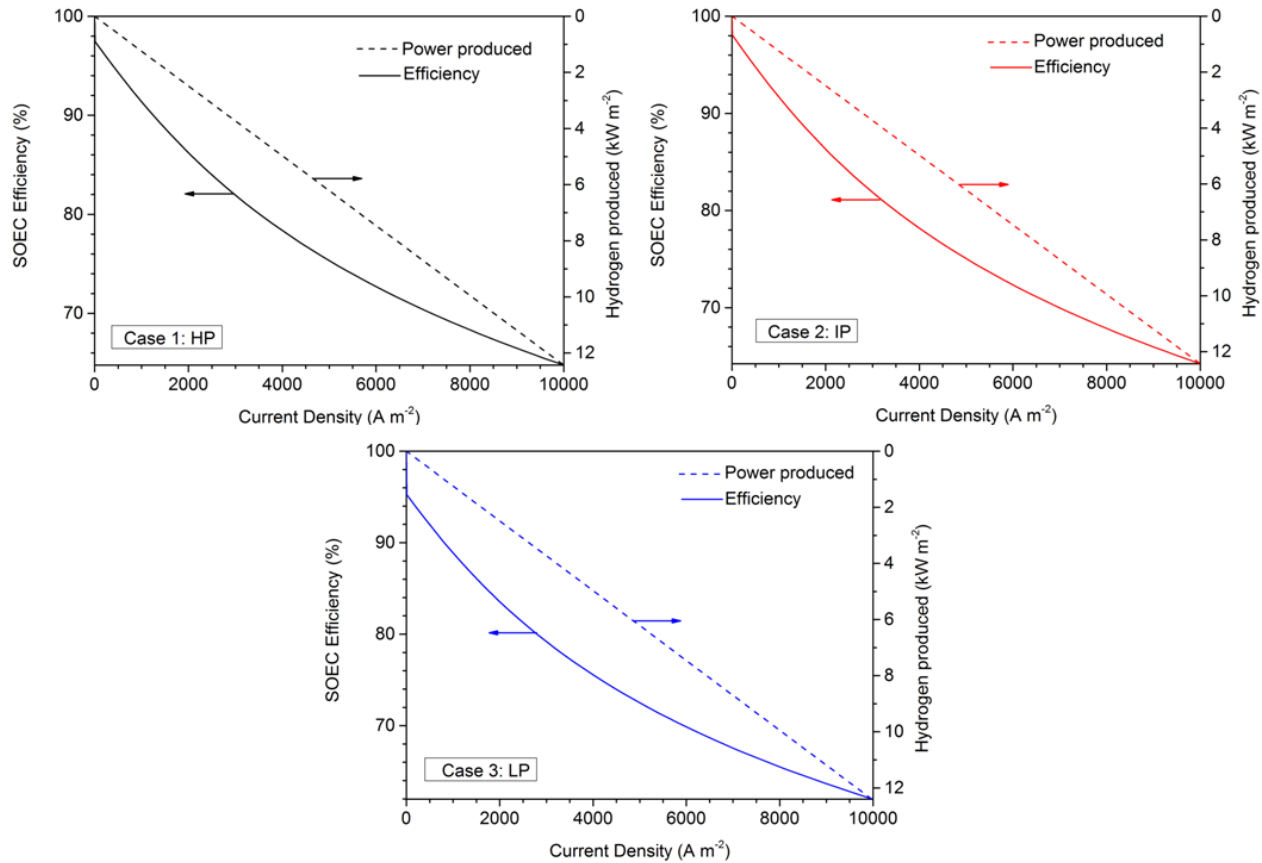 100
90
80
70
SOEC Efficiency (%)
Power produced
Efficiency
Case 1: HP
0
2
4
6
8
10
12
Hydrogen produced (kW m⁻²)
0 2000 4000 6000 8000 10000
Current Density (A m⁻²)
100
90
80
70
SOEC Efficiency (%)
Power produced
Efficiency
Case 2: IP
0
2
4
6
8
10
12
Hydrogen produced (kW m⁻²)
0 2000 4000 6000 8000 10000
Current Density (A m⁻²)
100
90
80
70
SOEC Efficiency (%)
Power produced
Efficiency
Case 3: LP
0
2
4
6
8
10
12
Hydrogen produced (kW m⁻²)
0 2000 4000 6000 8000 10000
Current Density (A m⁻²)